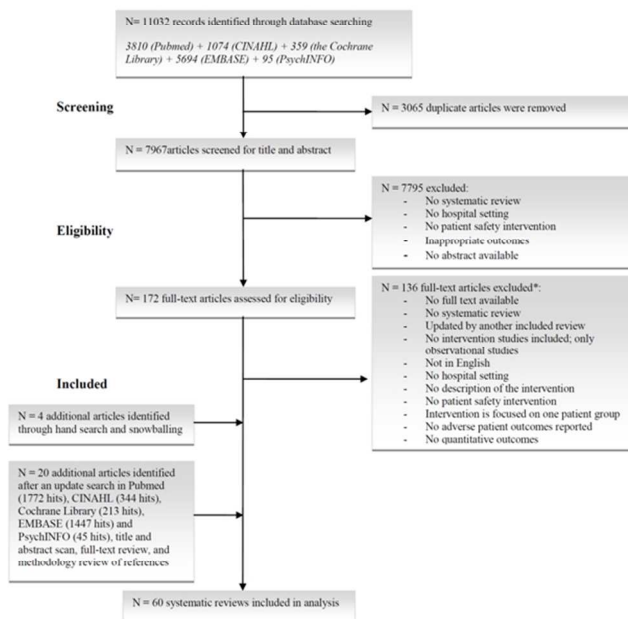 N= 11032 records identified through database searching
3810 (Pubmed) + 1074 (CINAHL) + 359 (the Cochrane
Library) + 5694 (EMBASE) + 95 (PsychINFO)
Screening
N = 3065 duplicate articles were removed
N = 7967articles screened for title and abstract
N = 7795 excluded:
- No systematic review
- No hospital setting
- No patient safety intervention
- Inappropriate outcomes
- No abstract available
Eligibility
N= 172 full-text articles assessed for eligibility
N = 136 full-text articles excluded*:
- No full text available
- No systematic review
- Updated by another included review
- No intervention studies included; only
observational studies
- Not in English
- No hospital setting
- No description of the intervention
- No patient safety intervention
- Intervention is focused on one patient group
- No adverse patient outcomes reported
- No quantitative outcomes
Included
N = 4 additional articles identified
through hand search and snowballing
N = 20 additional articles identified
after an update search in Pubmed
(1772 hits), CINAHL (344 hits),
Cochrane Library (213 hits),
EMBASE (1447 hits) and
PsychINFO (45 hits), title and
abstract scan, full-text review, and
methodology review of references
N = 60 systematic reviews included in analysis